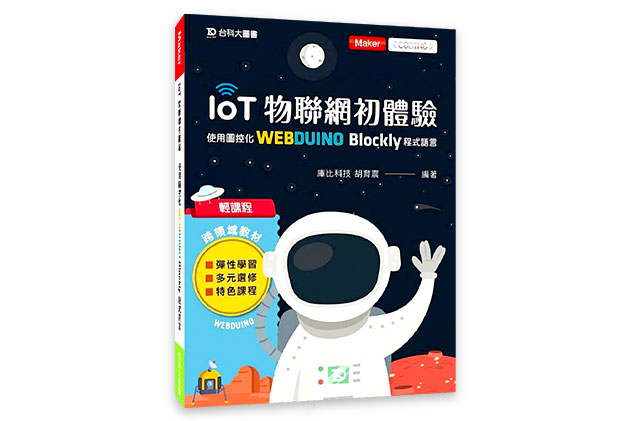 台科大圖書
Maker
<CODING>
IoT 物聯網初體驗
使用圖控化 WEBDUINO Blockly 程式語言
庫比科技 胡育震 編著
輕課程
跨領域教材
彈性學習
多元選修
特色課程
WEBDUINO